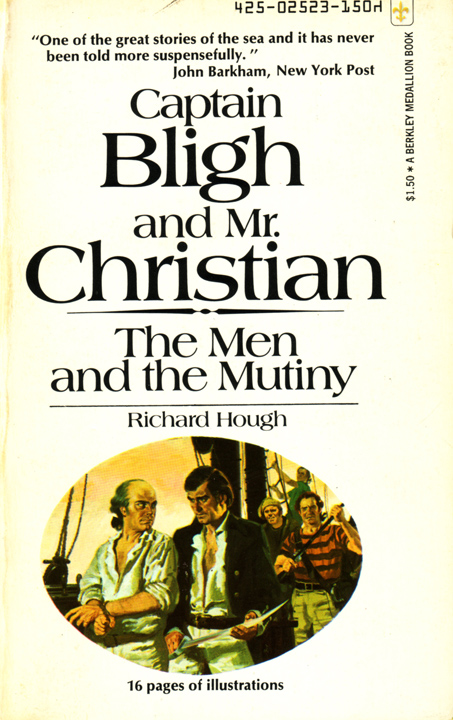 425-02523-150
“One of the great stories of the sea and it has never
been told more suspensefully.”
John Barkham, New York Post
$1.50 * A BERKLEY MEDALLION BOOK
Captain
Bligh
and Mr.
Christian
The Men
and the Mutiny
Richard Hough
16 pages of illustrations